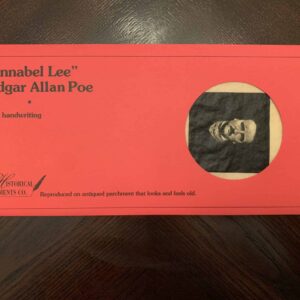 nnabel Lee”
dgar Allan Poe
*
handwriting
HISTORICAL
MENTS CO.
Reproduced on antiqued parchment that looks and feels old.